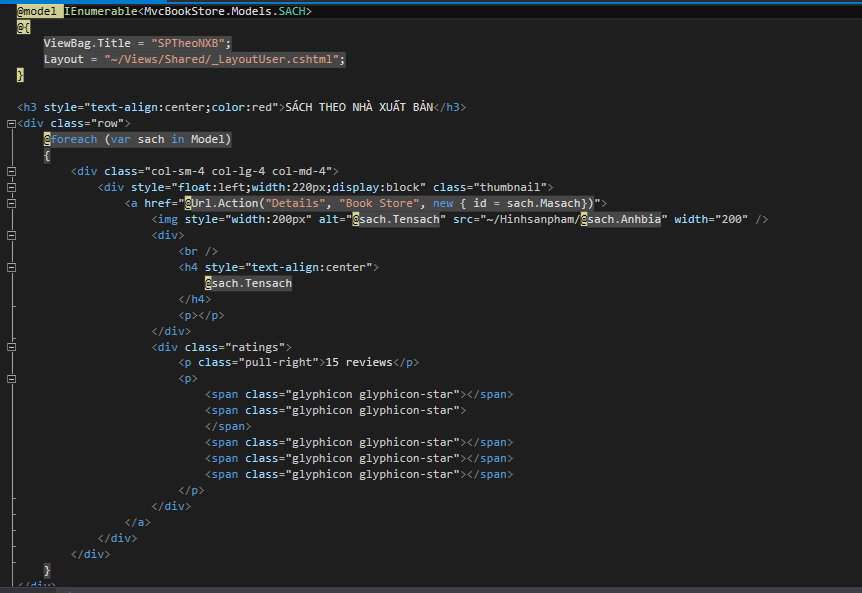 @model IEnumerable<MvcBookStore.Models.SACH>
@{
ViewBag.Title = "SPTheoNXB";
Layout = "~/Views/Shared/_LayoutUser.cshtml";
}
<h3 style="text-align:center;color:red">SÁCH THEO NHÀ XUẤT BẢN</h3>
<div class="row">
@foreach (var sach in Model)
{
<div class="col-sm-4 col-lg-4 col-md-4">
<div style="float:left;width:220px;display:block" class="thumbnail">
<a href="@Url.Action("Details", "Book Store", new { id = sach.Masach})">
<img style="width:200px" alt="@sach.Tensach" src="~/Hinhsanpham/@sach.Anhbia" width="200" />
<div>
<br />
<h4 style="text-align:center">
@sach.Tensach
</h4>
<p></p>
</div>
<div class="ratings">
<p class="pull-right">15 reviews</p>
<p>
<span class="glyphicon glyphicon-star"></span>
<span class="glyphicon glyphicon-star">
</span>
<span class="glyphicon glyphicon-star"></span>
<span class="glyphicon glyphicon-star"></span>
<span class="glyphicon glyphicon-star"></span>
</p>
</div>
</a>
</div>
</div>
}
</div>